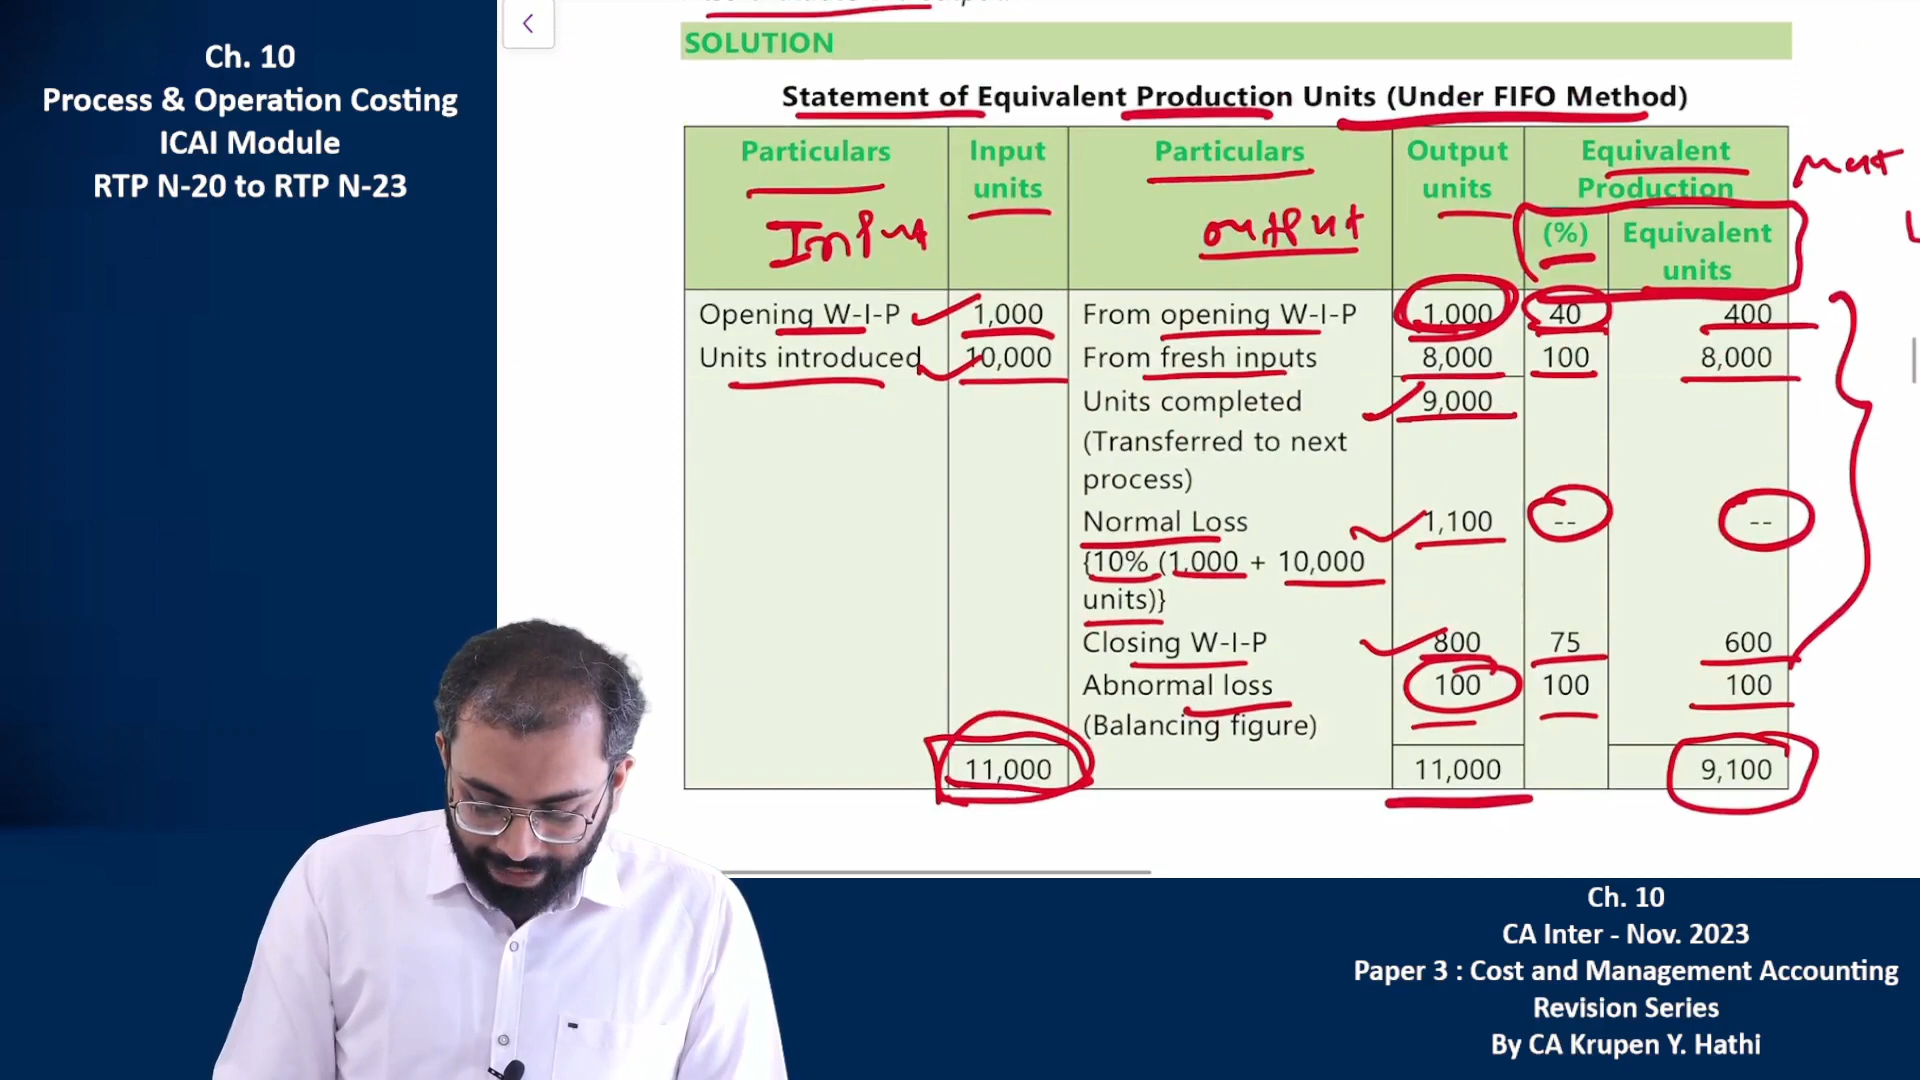 Ch. 10
Process & Operation Costing
ICAI Module
RTP N-20 to RTP N-23
SOLUTION
Statement of Equivalent Production Units (Under FIFO Method)
Particulars Input units Particulars Output units Equivalent Production
Input output (%) Equivalent units
Opening W-I-P 1,000 From opening W-I-P 1,000 40 400
Units introduced 10,000 From fresh inputs 8,000 100 8,000
Units completed 9,000
(Transferred to next
process)
Normal Loss 1,100 -- --
{10% (1,000 + 10,000
units)}
Closing W-I-P 800 75 600
Abnormal loss 100 100 100
(Balancing figure)
11,000 11,000 9,100
Ch. 10
CA Inter - Nov. 2023
Paper 3 : Cost and Management Accounting
Revision Series
By CA Krupen Y. Hathi